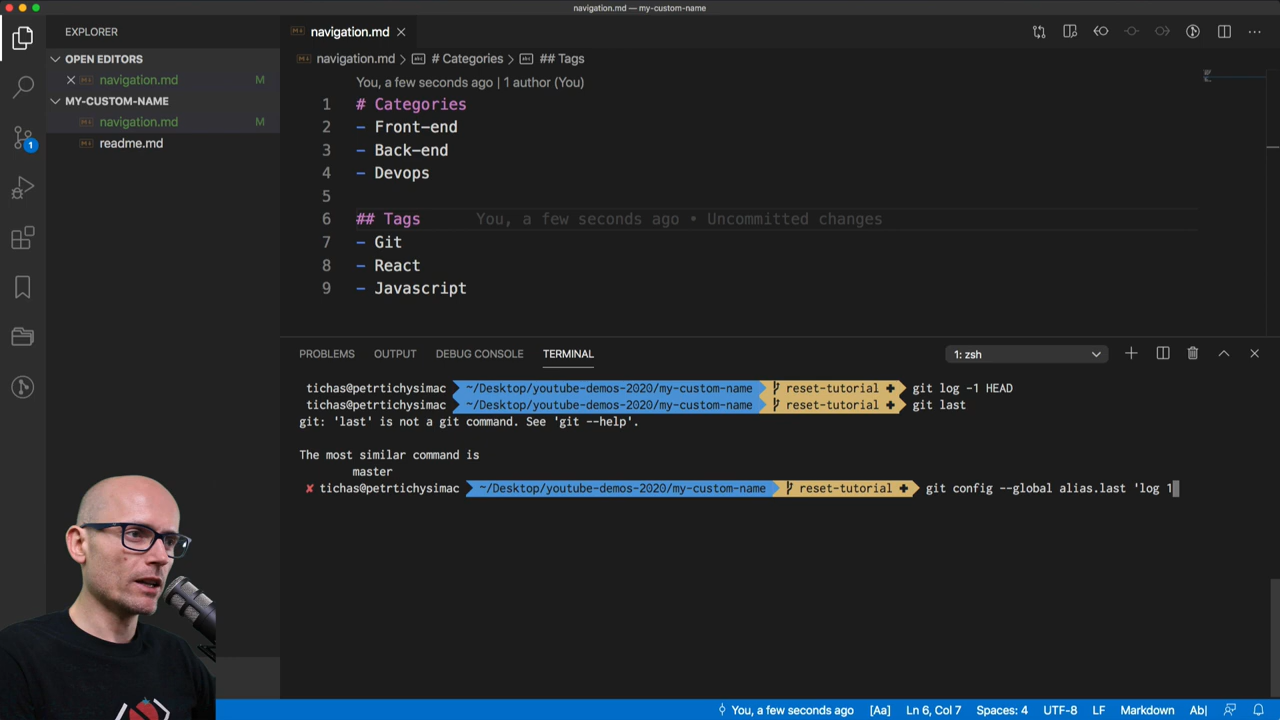 navigation.md — my-custom-name
EXPLORER
OPEN EDITORS
navigation.md M
MY-CUSTOM-NAME
navigation.md M
readme.md
1
navigation.md
navigation.md > # Categories > ## Tags
You, a few seconds ago | 1 author (You)
1 # Categories
2 - Front-end
3 - Back-end
4 - Devops
5
6 ## Tags You, a few seconds ago • Uncommitted changes
7 - Git
8 - React
9 - Javascript
PROBLEMS OUTPUT DEBUG CONSOLE TERMINAL 1: zsh
tichas@petrtichysimac ~/Desktop/youtube-demos-2020/my-custom-name reset-tutorial ✚ git log -1 HEAD
tichas@petrtichysimac ~/Desktop/youtube-demos-2020/my-custom-name reset-tutorial ✚ git last
git: 'last' is not a git command. See 'git --help'.
The most similar command is
master
✘ tichas@petrtichysimac ~/Desktop/youtube-demos-2020/my-custom-name reset-tutorial ✚ git config --global alias.last 'log 1
You, a few seconds ago [Aa] Ln 6, Col 7 Spaces: 4 UTF-8 LF Markdown Ab|